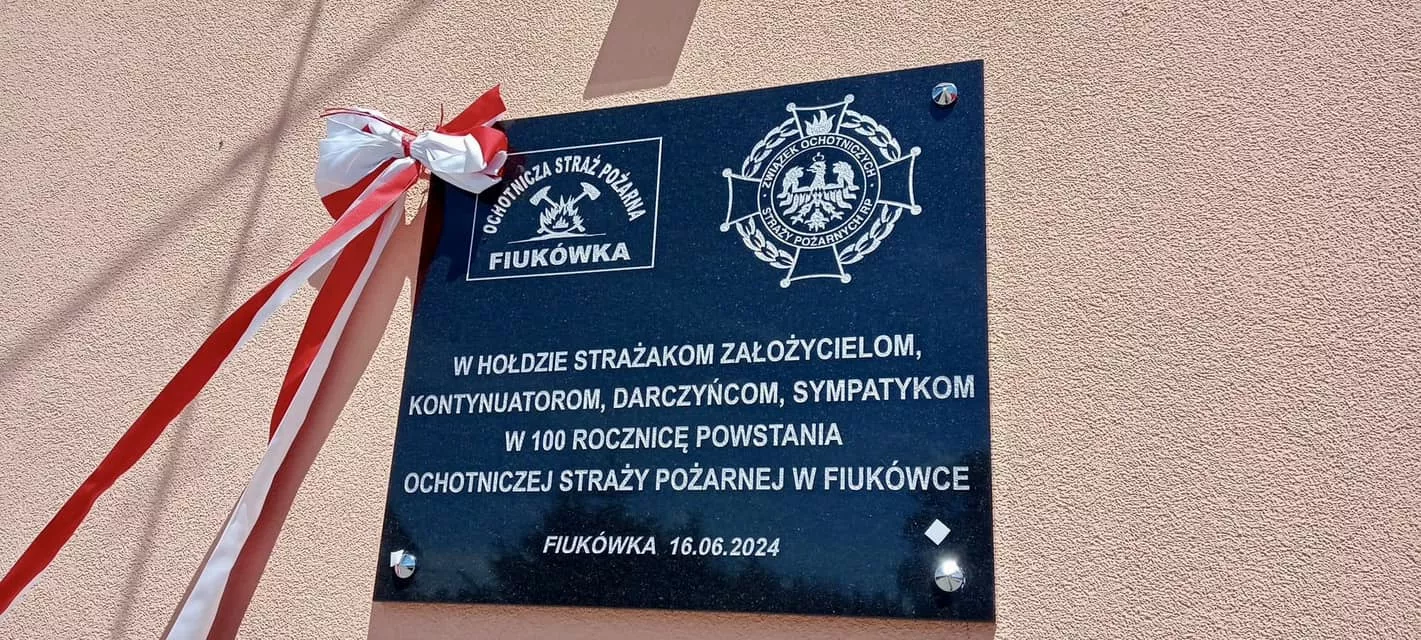 OCHOTNICZA STRAŻ POŻARNA
FIUKÓWKA
ZWIĄZEK OCHOTNICZYCH
STRAŻY POŻARNYCH RP
W HOŁDZIE STRAŻAKOM ZAŁOŻYCIELOM,
KONTYNUATOROM, DARCZYŃCOM, SYMPATYKOM
W 100 ROCZNICĘ POWSTANIA
OCHOTNICZEJ STRAŻY POŻARNEJ W FIUKÓWCE
FIUKÓWKA 16.06.2024